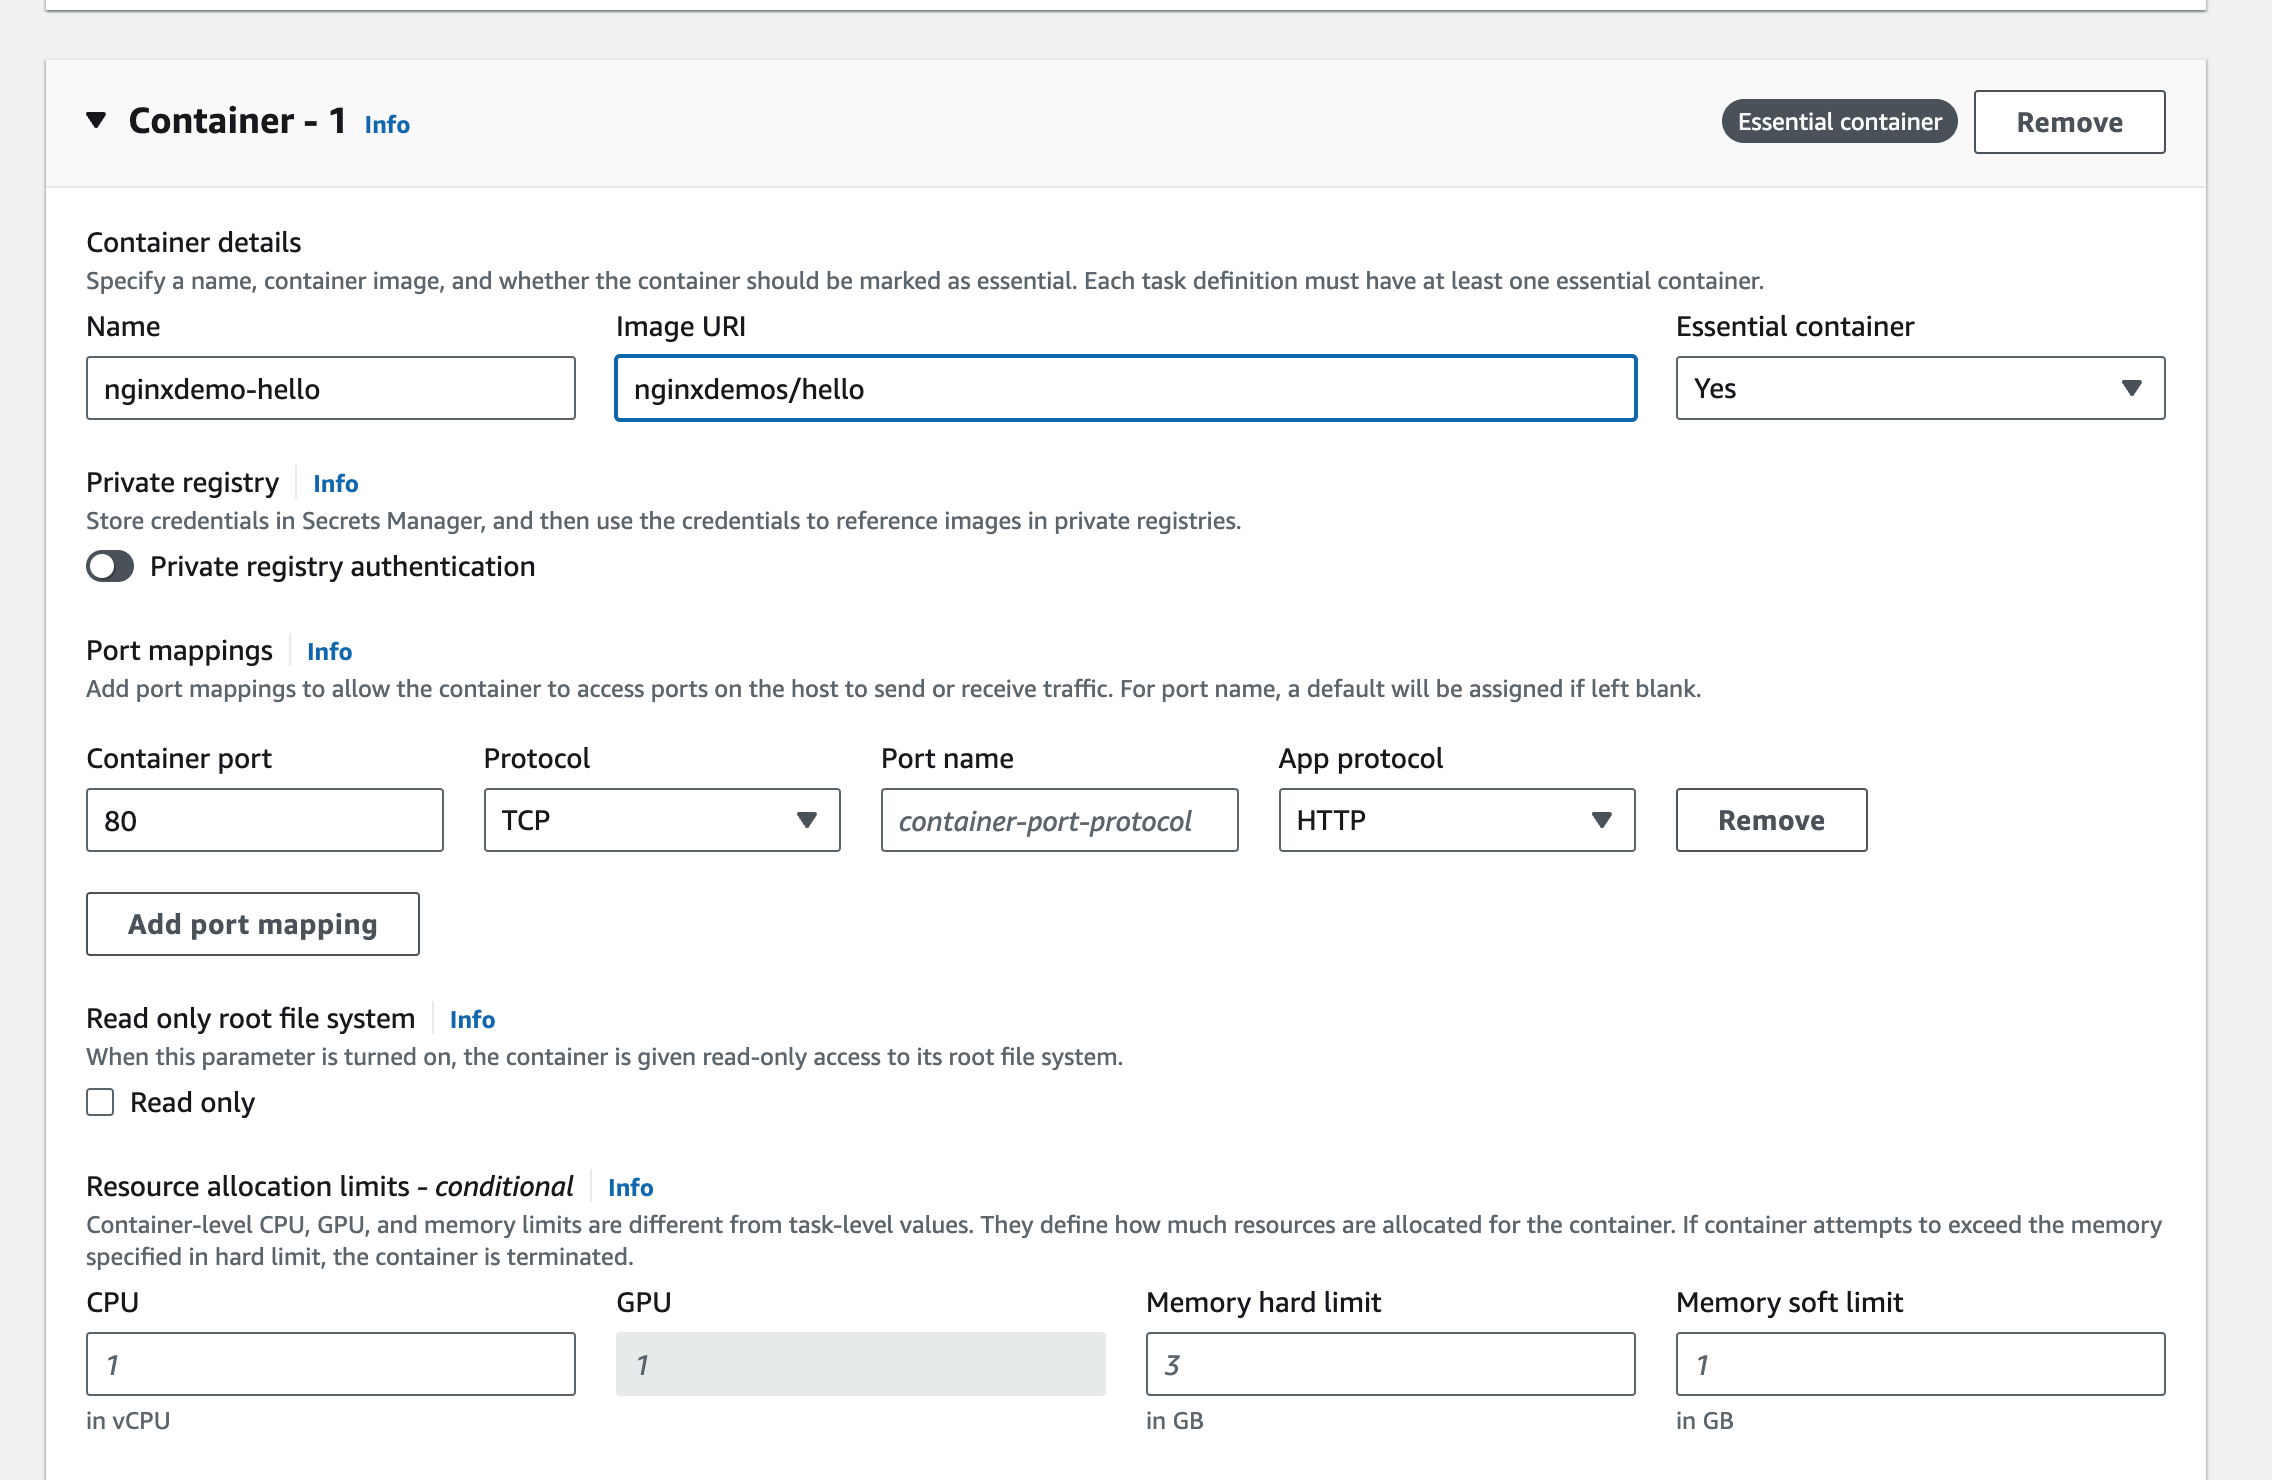 Container - 1 Info
Essential container
Remove
Container details
Specify a name, container image, and whether the container should be marked as essential. Each task definition must have at least one essential container.
Name
Image URI
Essential container
nginxdemo-hello
nginxdemos/hello
Yes
Private registry
Info
Store credentials in Secrets Manager, and then use the credentials to reference images in private registries.
Private registry authentication
Port mappings
Info
Add port mappings to allow the container to access ports on the host to send or receive traffic. For port name, a default will be assigned if left blank.
Container port
Protocol
Port name
App protocol
80
TCP
container-port-protocol
HTTP
Remove
Add port mapping
Read only root file system
Info
When this parameter is turned on, the container is given read-only access to its root file system.
Read only
Resource allocation limits - conditional
Info
Container-level CPU, GPU, and memory limits are different from task-level values. They define how much resources are allocated for the container. If container attempts to exceed the memory
specified in hard limit, the container is terminated.
CPU
GPU
Memory hard limit
Memory soft limit
1
1
3
1
in vCPU
in GB
in GB